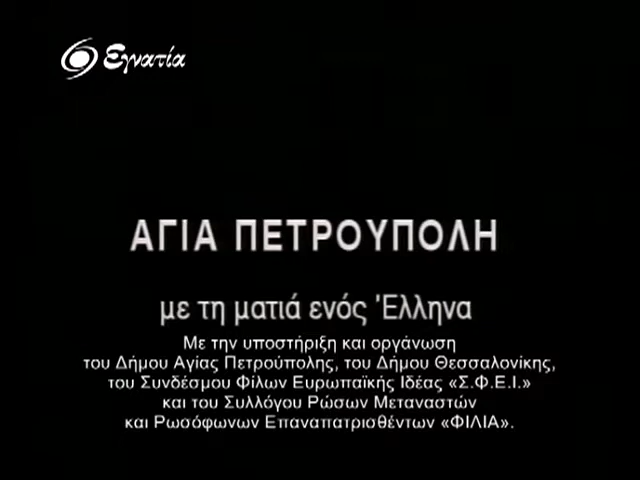 Εγνατία
ΑΓΙΑ ΠΕΤΡΟΥΠΟΛΗ
με τη ματιά ενός Έλληνα
Με την υποστήριξη και οργάνωση
του Δήμου Αγίας Πετρούπολης, του Δήμου Θεσσαλονίκης,
του Συνδέσμου Φίλων Ευρωπαϊκής Ιδέας «Σ.Φ.Ε.Ι.»
και του Συλλόγου Ρώσων Μεταναστών
και Ρωσόφωνων Επαναπατρισθέντων «ΦΙΛΙΑ».